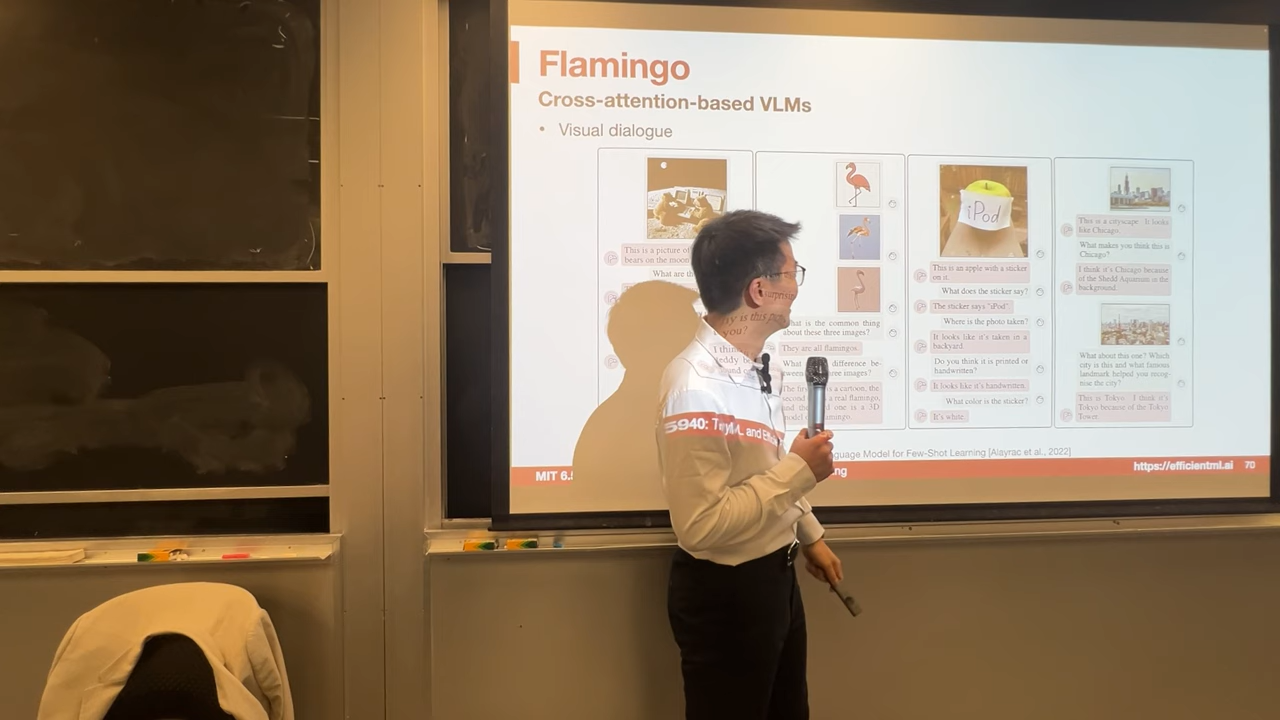 Flamingo
Cross-attention-based VLMs
• Visual dialogue
This is a picture of
bears on the moon
What are th
I think
What is the common thing
about these three images?
They are all flamingos.
What difference be-
tween three images?
The fir is a cartoon, the
second a real flamingo,
and th one is a 3D
model flamingo.
iPod
This is an apple with a sticker
on it.
What does the sticker say?
The sticker says "iPod".
Where is the photo taken?
It looks like it's taken in a
backyard.
Do you think it is printed or
handwritten?
It looks like it's handwritten.
What color is the sticker?
It's white.
This is a cityscape. It looks
like Chicago.
What makes you think this is
Chicago?
I think it's Chicago because
of the Shedd Aquarium in the
background.
What about this one? Which
city is this and what famous
landmark helped you recog-
nise the city?
This is Tokyo. I think it's
Tokyo because of the Tokyo
Tower.
nguage Model for Few-Shot Learning [Alayrac et al., 2022]
MIT 6.5940: TinyML and Effic
https://efficientml.ai 70